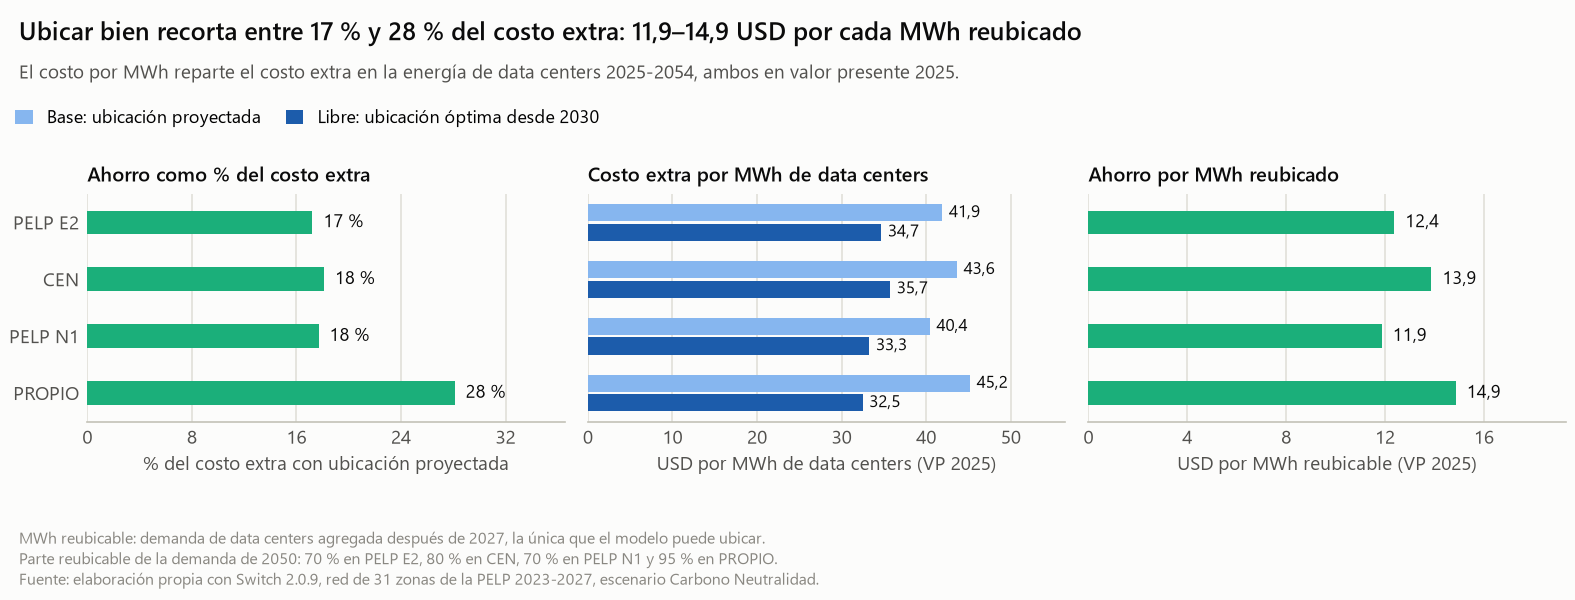 Ubicar bien recorta entre 17 % y 28 % del costo extra: 11,9–14,9 USD por cada MWh reubicado
El costo por MWh reparte el costo extra en la energía de data centers 2025-2054, ambos en valor presente 2025.
Base: ubicación proyectada
Libre: ubicación óptima desde 2030
Ahorro como % del costo extra
PELP E2
17 %
CEN
18 %
PELP N1
18 %
PROPIO
28 %
0 8 16 24 32
% del costo extra con ubicación proyectada
Costo extra por MWh de data centers
41,9
34,7
43,6
35,7
40,4
33,3
45,2
32,5
0 10 20 30 40 50
USD por MWh de data centers (VP 2025)
Ahorro por MWh reubicado
12,4
13,9
11,9
14,9
0 4 8 12 16
USD por MWh reubicable (VP 2025)
MWh reubicable: demanda de data centers agregada después de 2027, la única que el modelo puede ubicar.
Parte reubicable de la demanda de 2050: 70 % en PELP E2, 80 % en CEN, 70 % en PELP N1 y 95 % en PROPIO.
Fuente: elaboración propia con Switch 2.0.9, red de 31 zonas de la PELP 2023-2027, escenario Carbono Neutralidad.